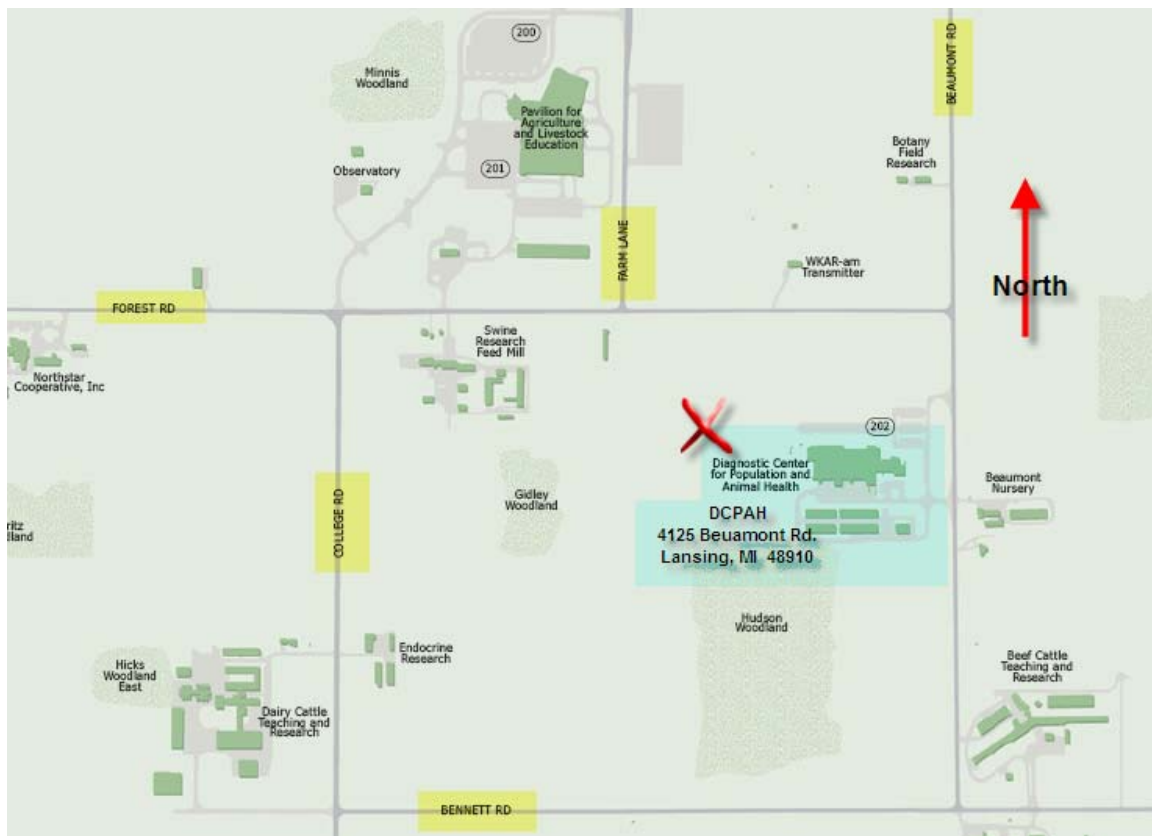 200
Minnis
Woodland
BEAUMONT RD
Pavilion for
Agriculture
and Livestock
Education
Botany
Field
Research
Observatory
201
FARM LANE
WKAR-am
Transmitter
North
FOREST RD
Swine
Research
Feed Mill
Northstar
Cooperative, Inc
202
Diagnostic Center
for Population and
Animal Health
Beaumont
Nursery
Gidley
Woodland
COLLEGE RD
ritz
dland
DCPAH
4125 Beuamont Rd.
Lansing, MI 48910
Hudson
Woodland
Endocrine
Research
Hicks
Woodland
East
Beef Cattle
Teaching and
Research
Dairy Cattle
Teaching and
Research
BENNETT RD